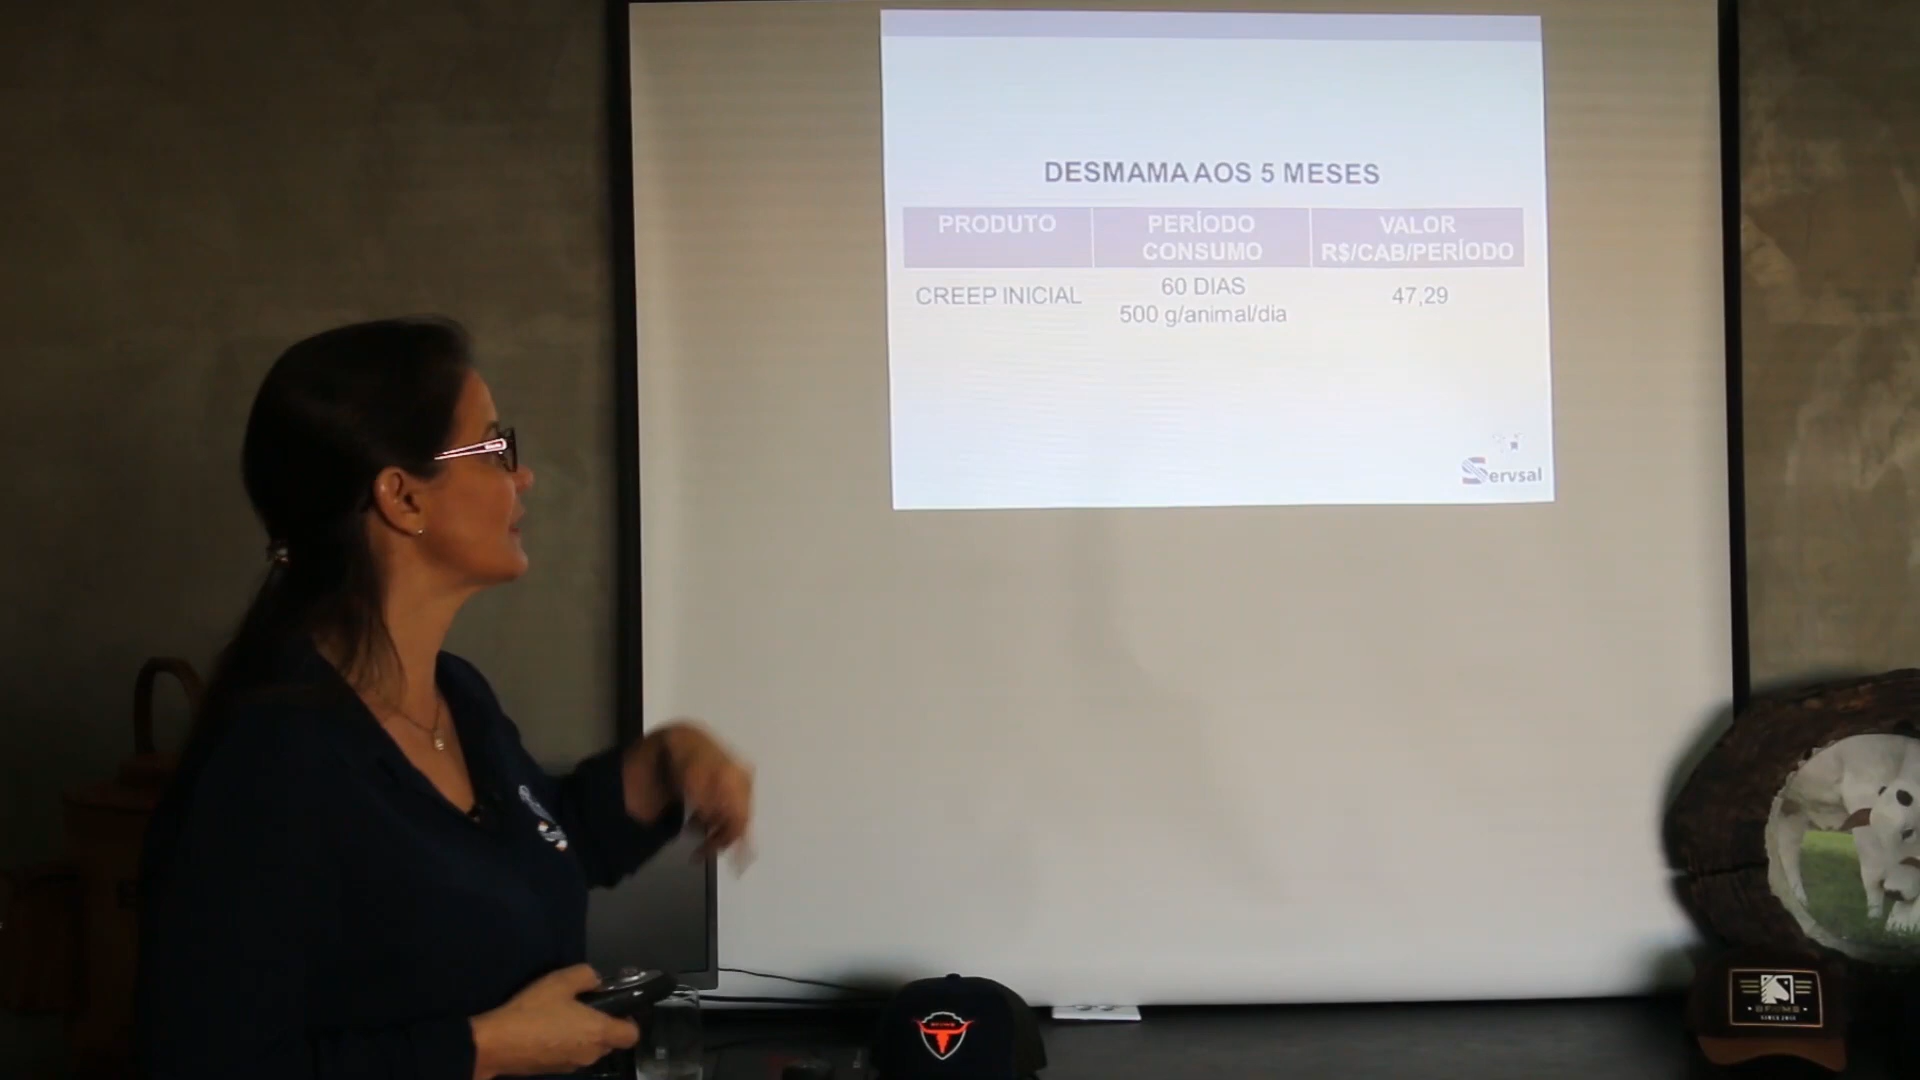 DESMAMA AOS 5 MESES
PRODUTO
PERÍODO
CONSUMO
VALOR
R$/CAB/PERÍODO
CREEP INICIAL
60 DIAS
500 g/animal/dia
47,29
Servsal